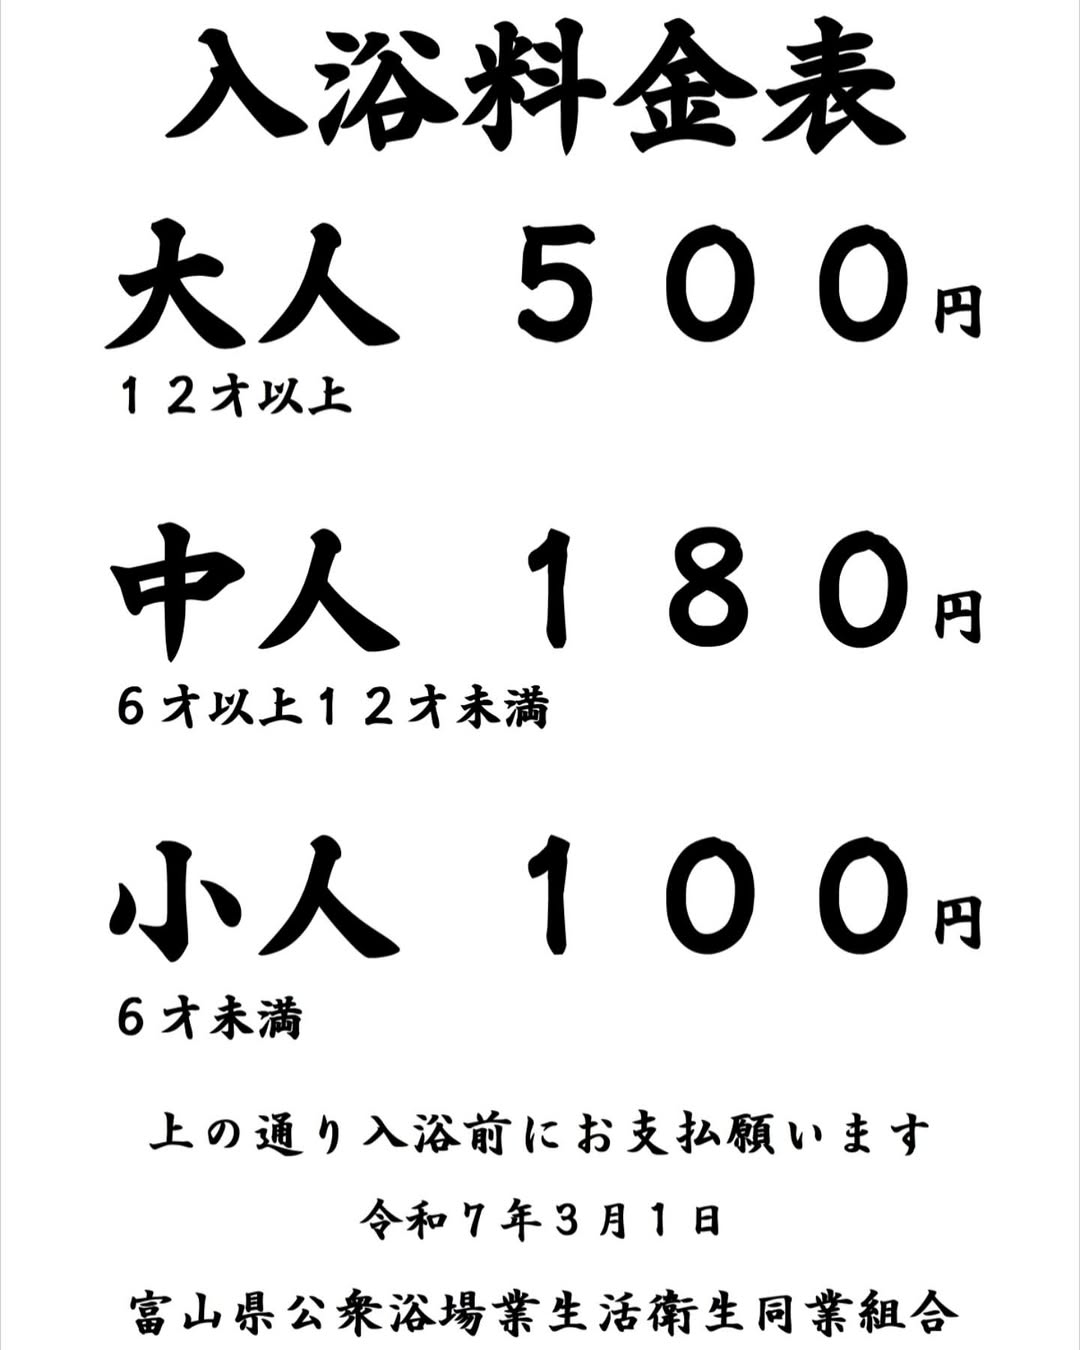 入浴料金表
大人 500円
12才以上
中人 180円
6才以上12才未満
小人 100円
6才未満
上の通り入浴前にお支払願います
令和7年3月1日
富山県公衆浴場業生活衛生同業組合